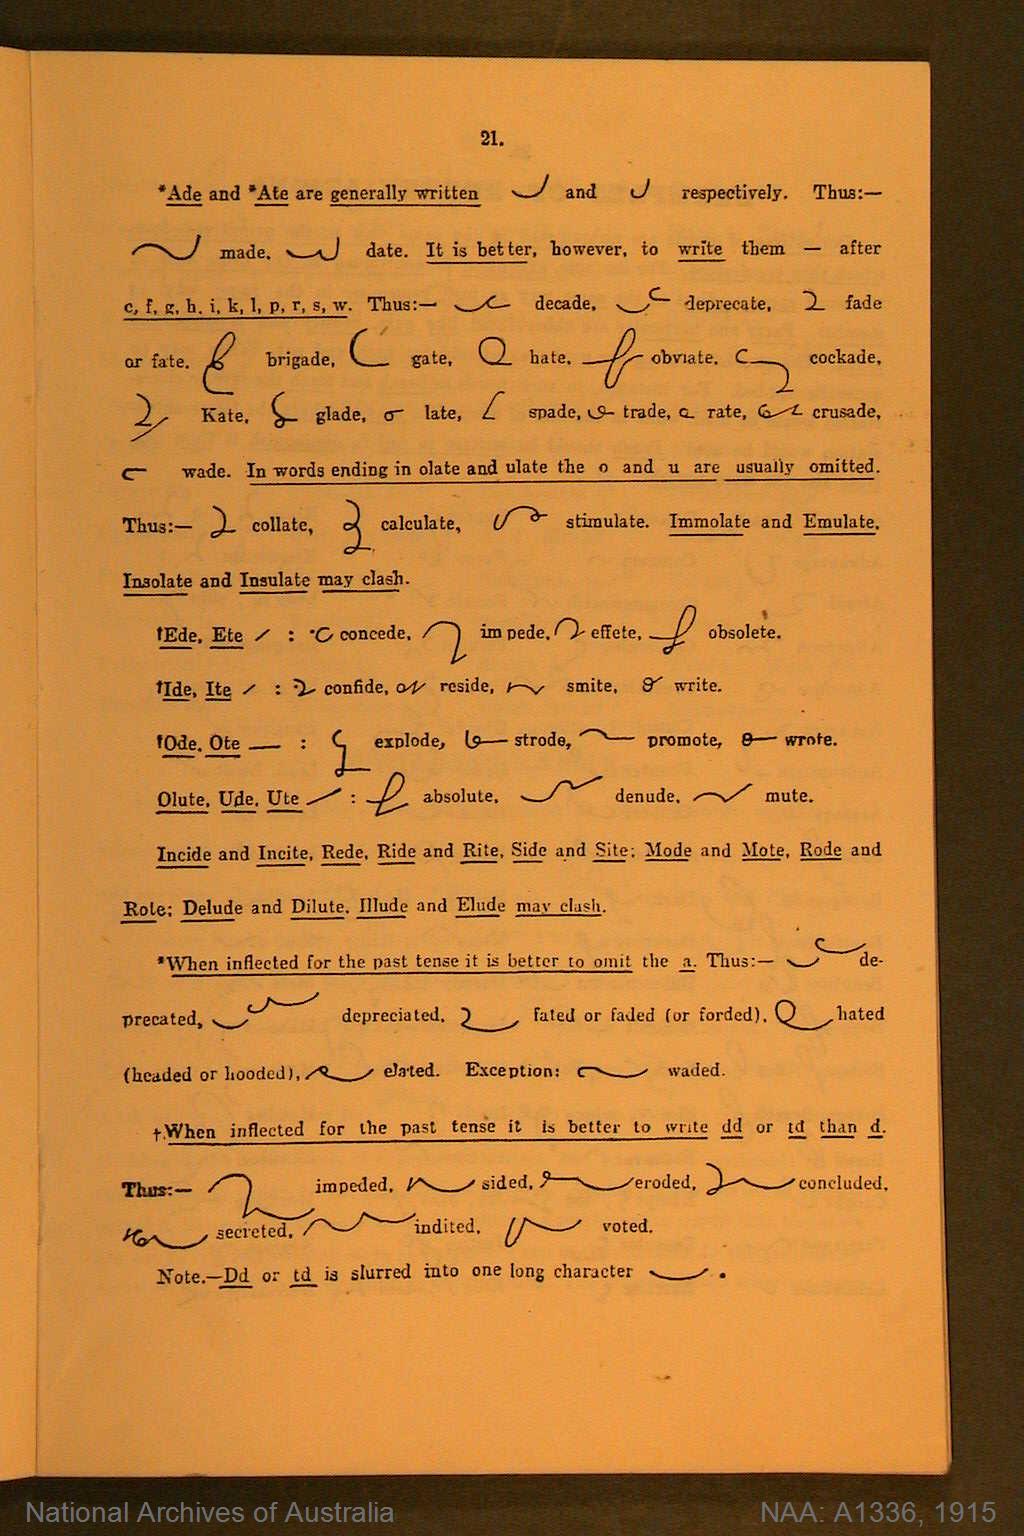 21.
*Ade and *Ate are generally written and respectively. Thus:—
made, date. It is better, however, to write them — after
c, f, g, h, i, k, l, p, r, s, w. Thus:— decade, deprecate, fade
or fate, brigade, gate, hate, obviate, cockade,
Kate, glade, late, spade, trade, rate, crusade,
wade. In words ending in olate and ulate the o and u are usually omitted.
Thus:— collate, calculate, stimulate. Immolate and Emulate,
Insolate and Insulate may clash.
†Ede, Ete : concede, impede, effete, obsolete.
†Ide, Ite : confide, reside, smite, write.
†Ode, Ote : explode, strode, promote, wrote.
Olute, Ude, Ute : absolute, denude, mute.
Incide and Incite, Rede, Ride and Rite, Side and Site; Mode and Mote, Rode and
Rote; Delude and Dilute, Illude and Elude may clash.
*When inflected for the past tense it is better to omit the a. Thus:— de-
precated, depreciated, fated or faded (or forded), hated
(headed or hooded), elated. Exception: waded.
†.When inflected for the past tense it is better to write dd or td than d.
Thus:— impeded, sided, eroded, concluded,
secreted, indited, voted.
Note.—Dd or td is slurred into one long character .
National Archives of Australia NAA: A1336, 1915